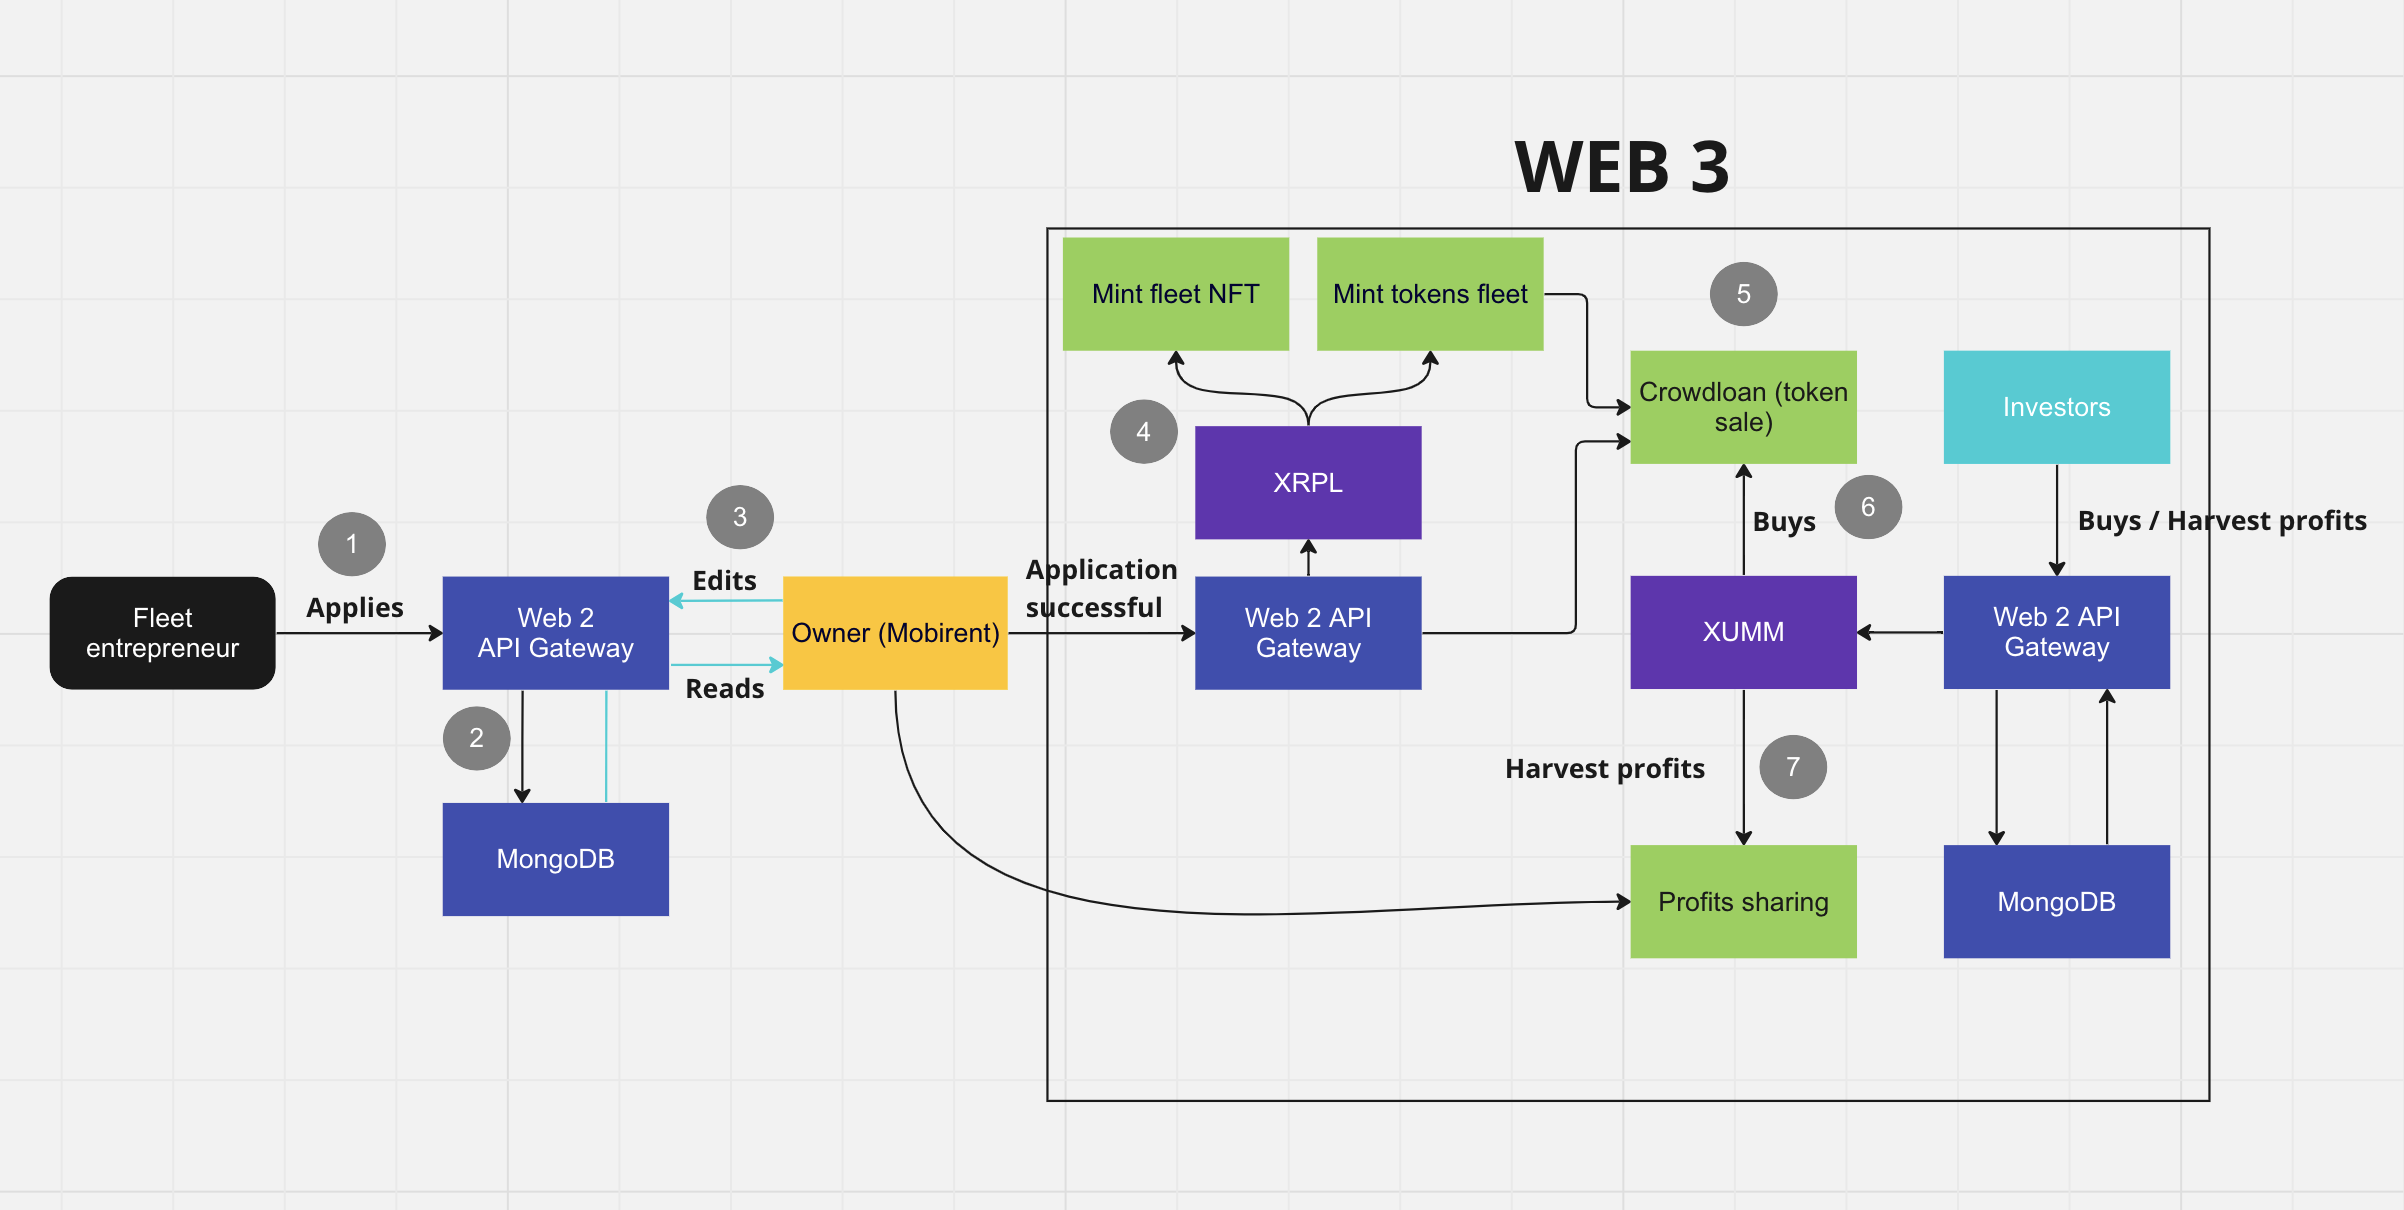 WEB 3
Mint fleet NFT
Mint tokens fleet
5
Crowdloan (token
sale)
Investors
4
XRPL
6
Buys
Buys / Harvest profits
1
3
Applies
Edits
Reads
Fleet
entrepreneur
Web 2
API Gateway
Owner (Mobirent)
Application
successful
Web 2 API
Gateway
XUMM
Web 2 API
Gateway
2
MongoDB
Harvest profits
7
Profits sharing
MongoDB